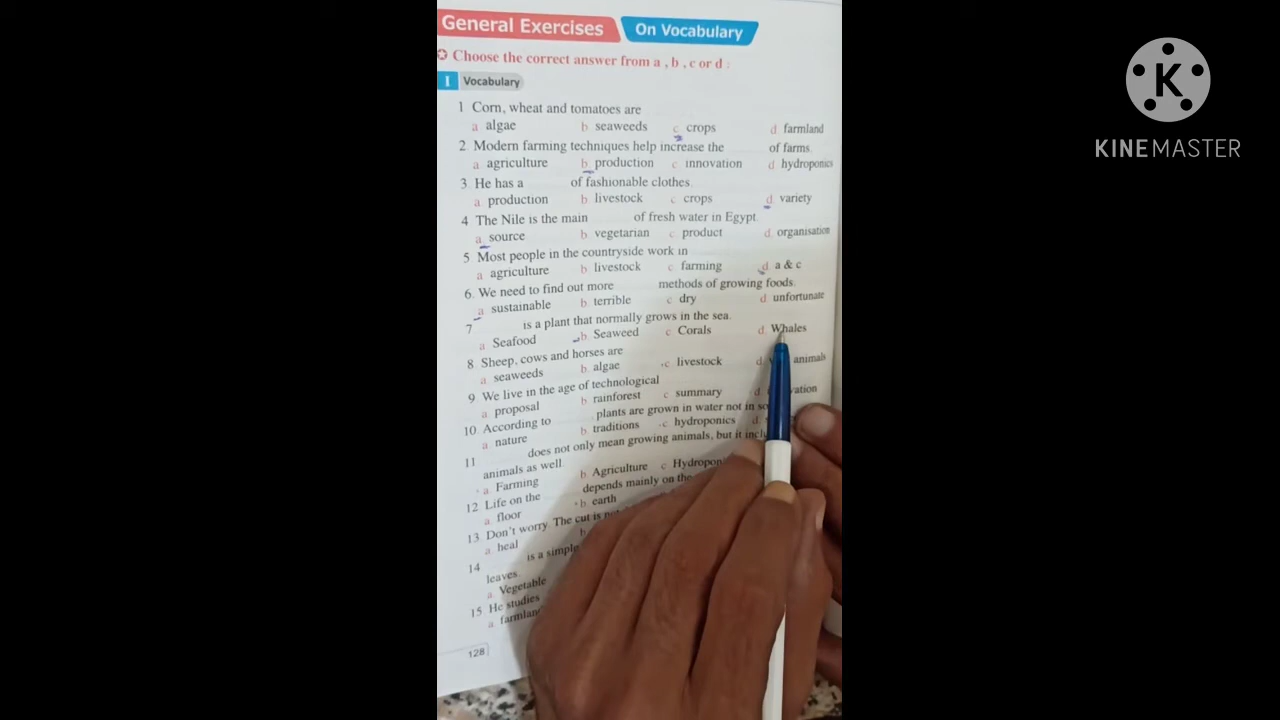 General Exercises On Vocabulary
Choose the correct answer from a , b , c or d :
I Vocabulary
1 Corn, wheat and tomatoes are
a algae b seaweeds c crops d farmland
2 Modern farming techniques help increase the of farms.
a agriculture b production c innovation d hydroponics
3 He has a of fashionable clothes.
a production b livestock c crops d variety
4 The Nile is the main of fresh water in Egypt.
a source b vegetarian c product d organisation
5 Most people in the countryside work in
a agriculture b livestock c farming d a & c
6 We need to find out more methods of growing foods.
a sustainable b terrible c dry d unfortunate
7 is a plant that normally grows in the sea.
a Seafood b Seaweed c Corals d Whales
8 Sheep, cows and horses are
a seaweeds b algae c livestock d animals
9 We live in the age of technological
a proposal b rainforest c summary d
10 According to plants are grown in water not in
a nature b traditions c hydroponics d
11 does not only mean growing animals, but it
animals as well.
a Farming b Agriculture c
12 Life on the depends mainly on the
a floor b earth
13 Don't worry. The cut is
a heal b
14 is a simple
leaves.
a Vegetable
15 He studies
a
128
K
KINEMASTER